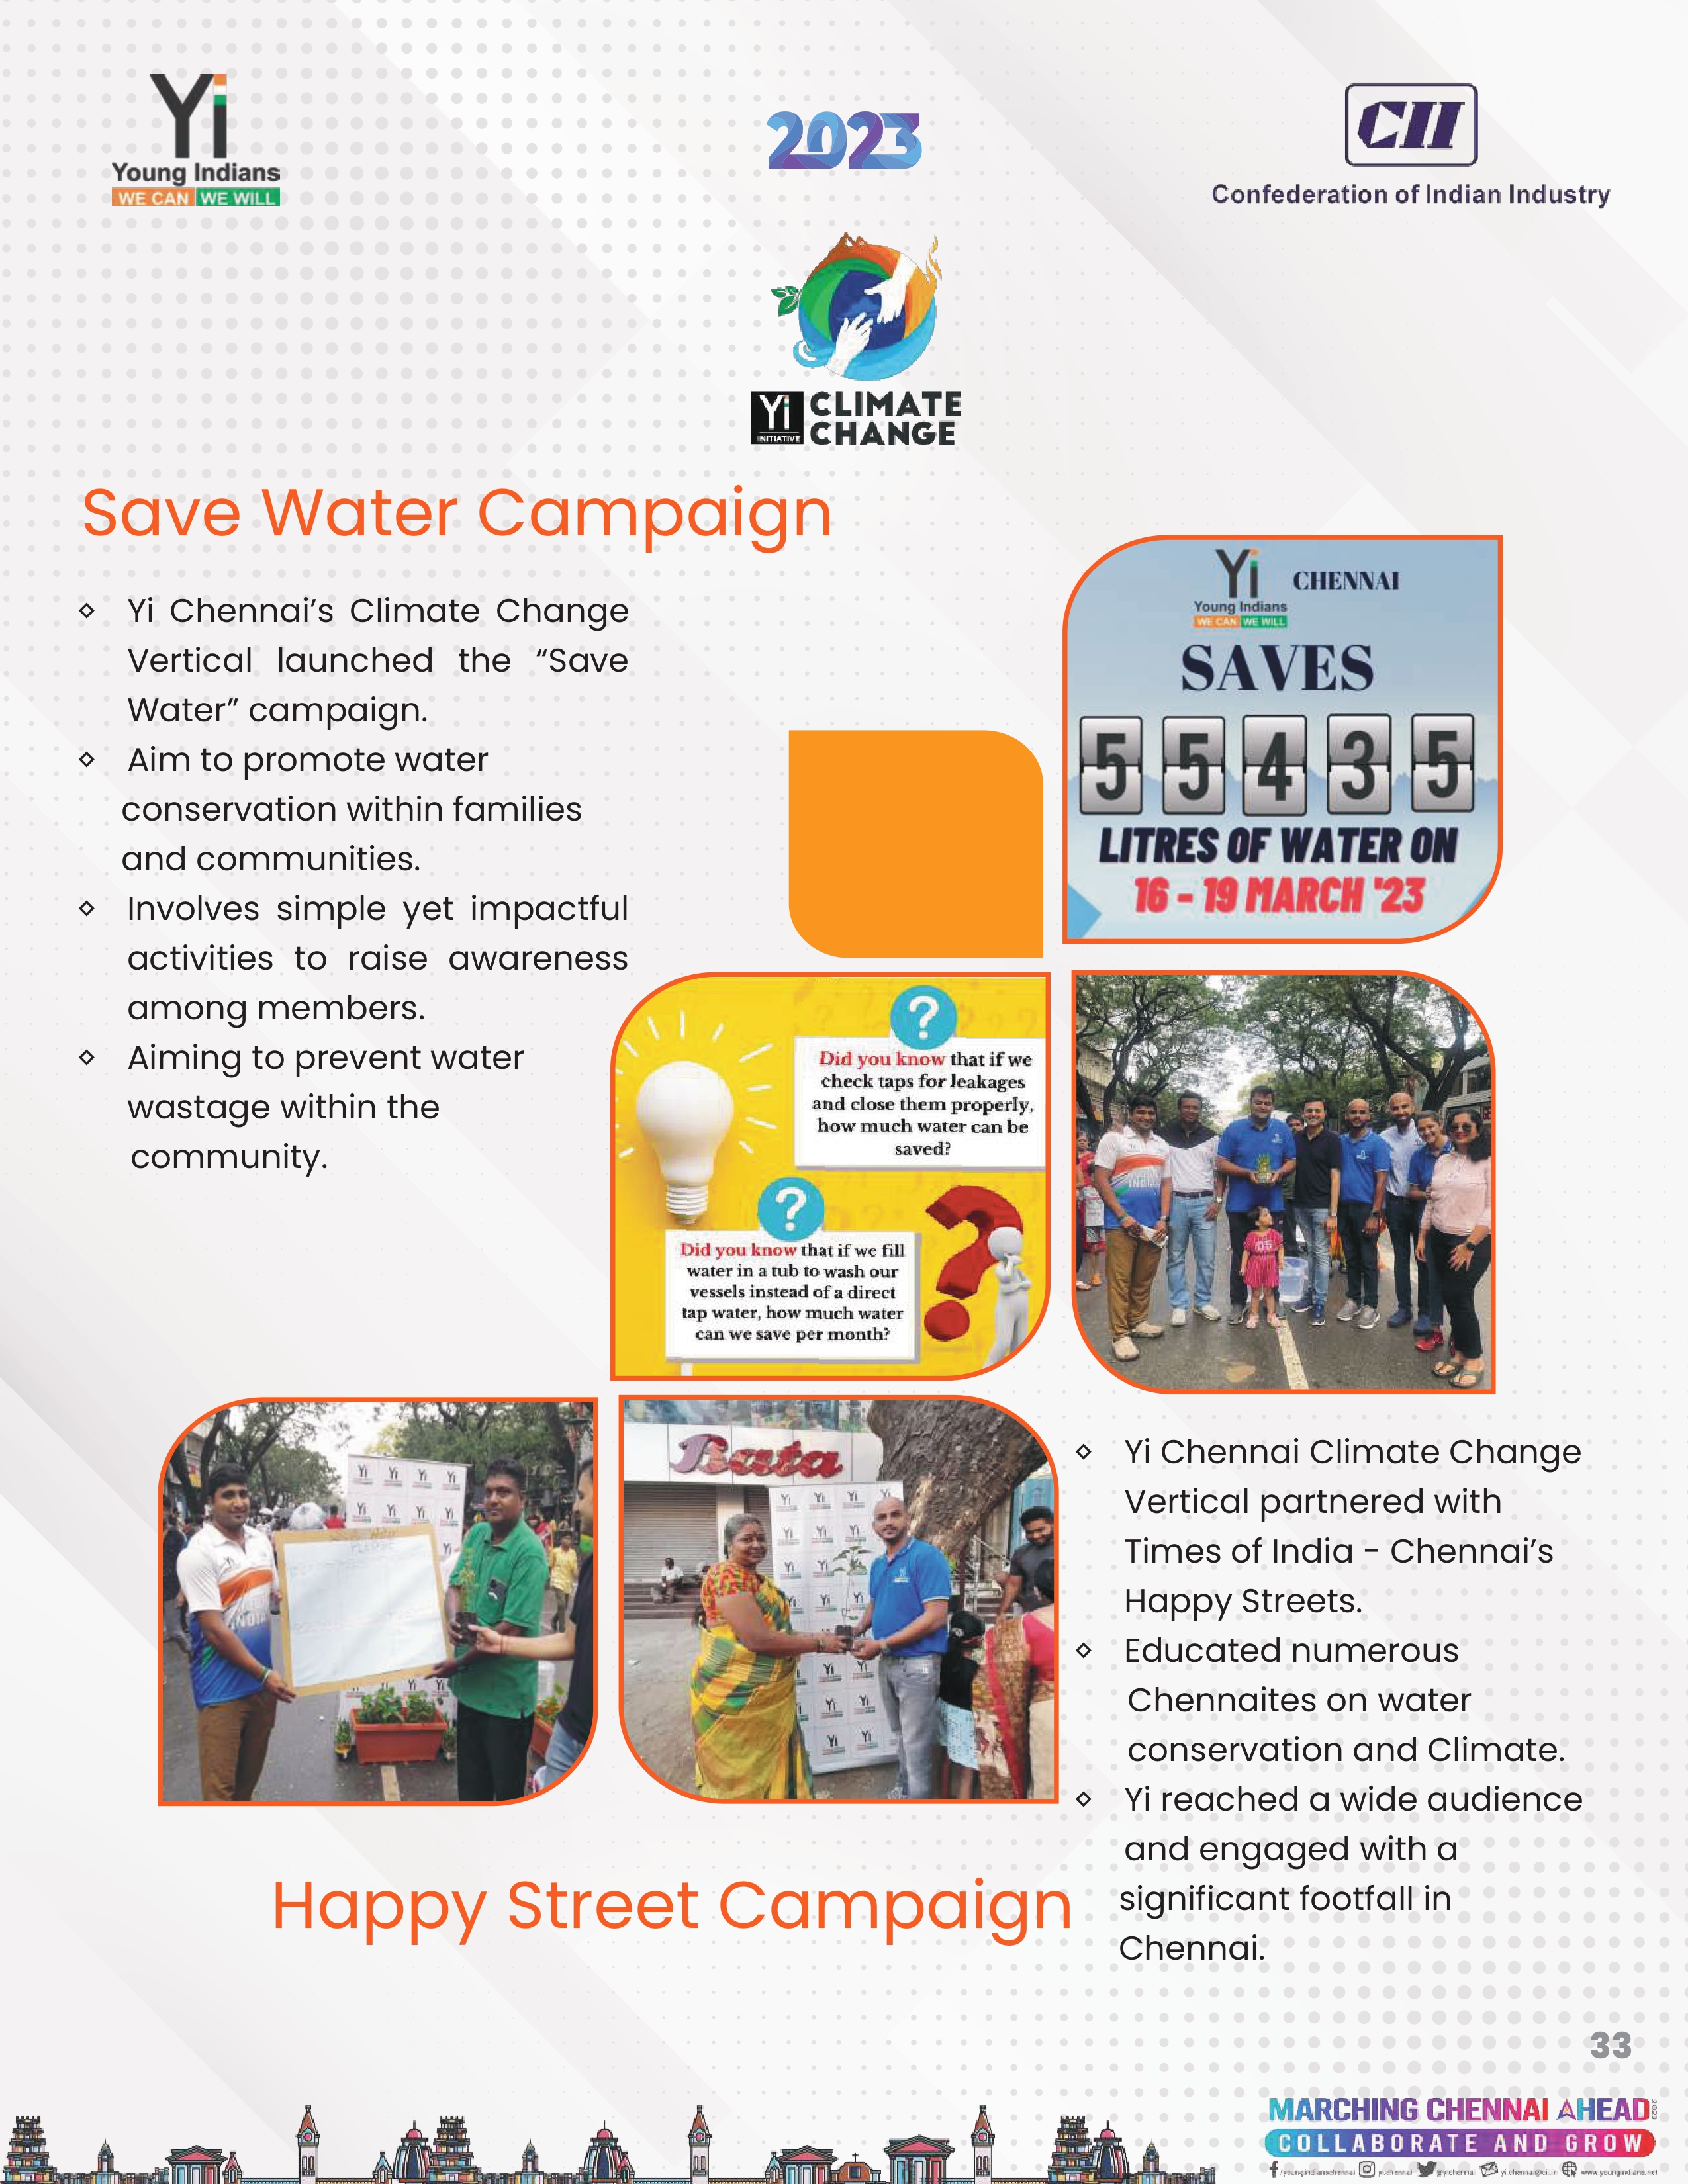 Yi
Young Indians
WE CAN WE WILL
2023
CII
Confederation of Indian Industry
Yi INITIATIVE
CLIMATE
CHANGE
Save Water Campaign
Yi Chennai’s Climate Change
Vertical launched the “Save
Water” campaign.
Aim to promote water
conservation within families
and communities.
Involves simple yet impactful
activities to raise awareness
among members.
Aiming to prevent water
wastage within the
community.
Yi CHENNAI
Young Indians
WE CAN WE WILL
SAVES
5 5 4 3 5
LITRES OF WATER ON
16 - 19 MARCH '23
?
Did you know that if we
check taps for leakages
and close them properly,
how much water can be
saved?
?
Did you know that if we fill
water in a tub to wash our
vessels instead of a direct
tap water, how much water
can we save per month?
INDIA
05
Bata
Yi Chennai Climate Change
Vertical partnered with
Times of India - Chennai’s
Happy Streets.
Educated numerous
Chennaites on water
conservation and Climate.
Yi reached a wide audience
and engaged with a
significant footfall in
Chennai.
Happy Street Campaign
33
MARCHING CHENNAI AHEAD
2023
COLLABORATE AND GROW